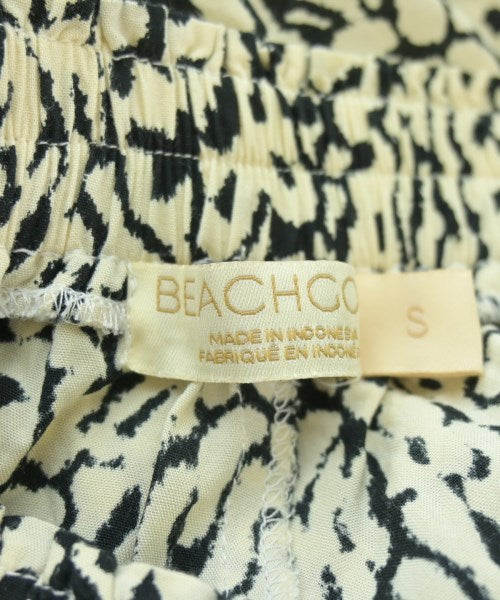 BEACHGO
MADE IN INDONESIA
FABRIQUÉ EN INDONE
S